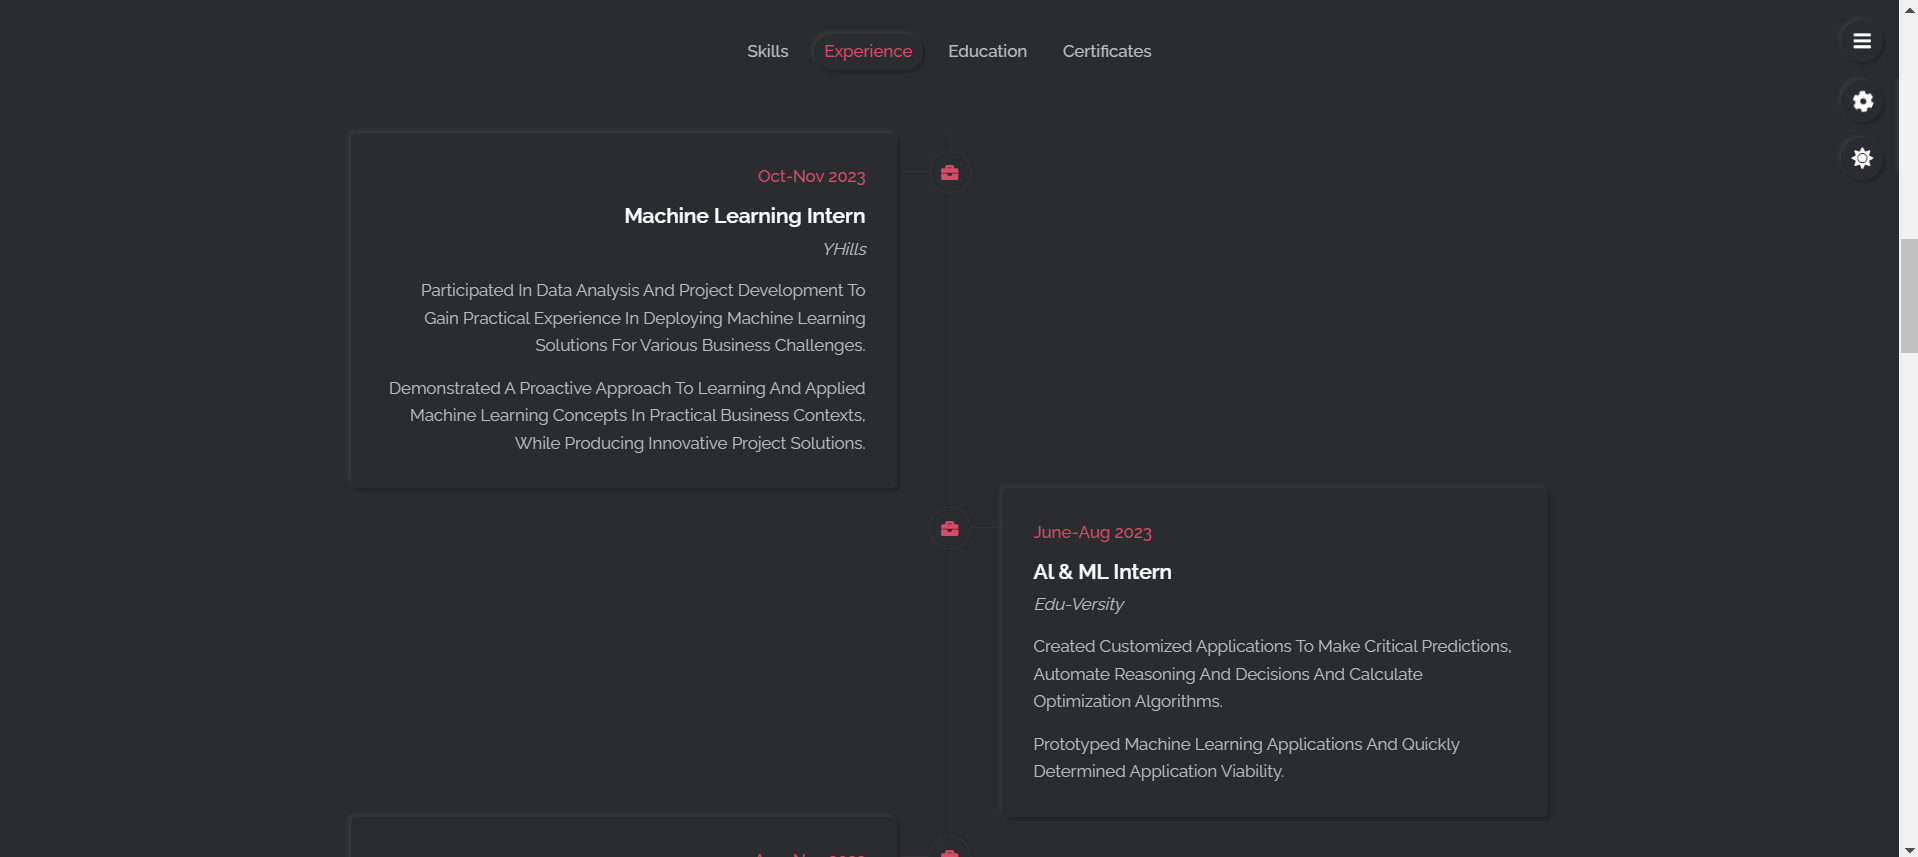 Skills Experience Education Certificates
Oct-Nov 2023
Machine Learning Intern
YHills
Participated In Data Analysis And Project Development To
Gain Practical Experience In Deploying Machine Learning
Solutions For Various Business Challenges.
Demonstrated A Proactive Approach To Learning And Applied
Machine Learning Concepts In Practical Business Contexts,
While Producing Innovative Project Solutions.
June-Aug 2023
Al & ML Intern
Edu-Versity
Created Customized Applications To Make Critical Predictions,
Automate Reasoning And Decisions And Calculate
Optimization Algorithms.
Prototyped Machine Learning Applications And Quickly
Determined Application Viability.